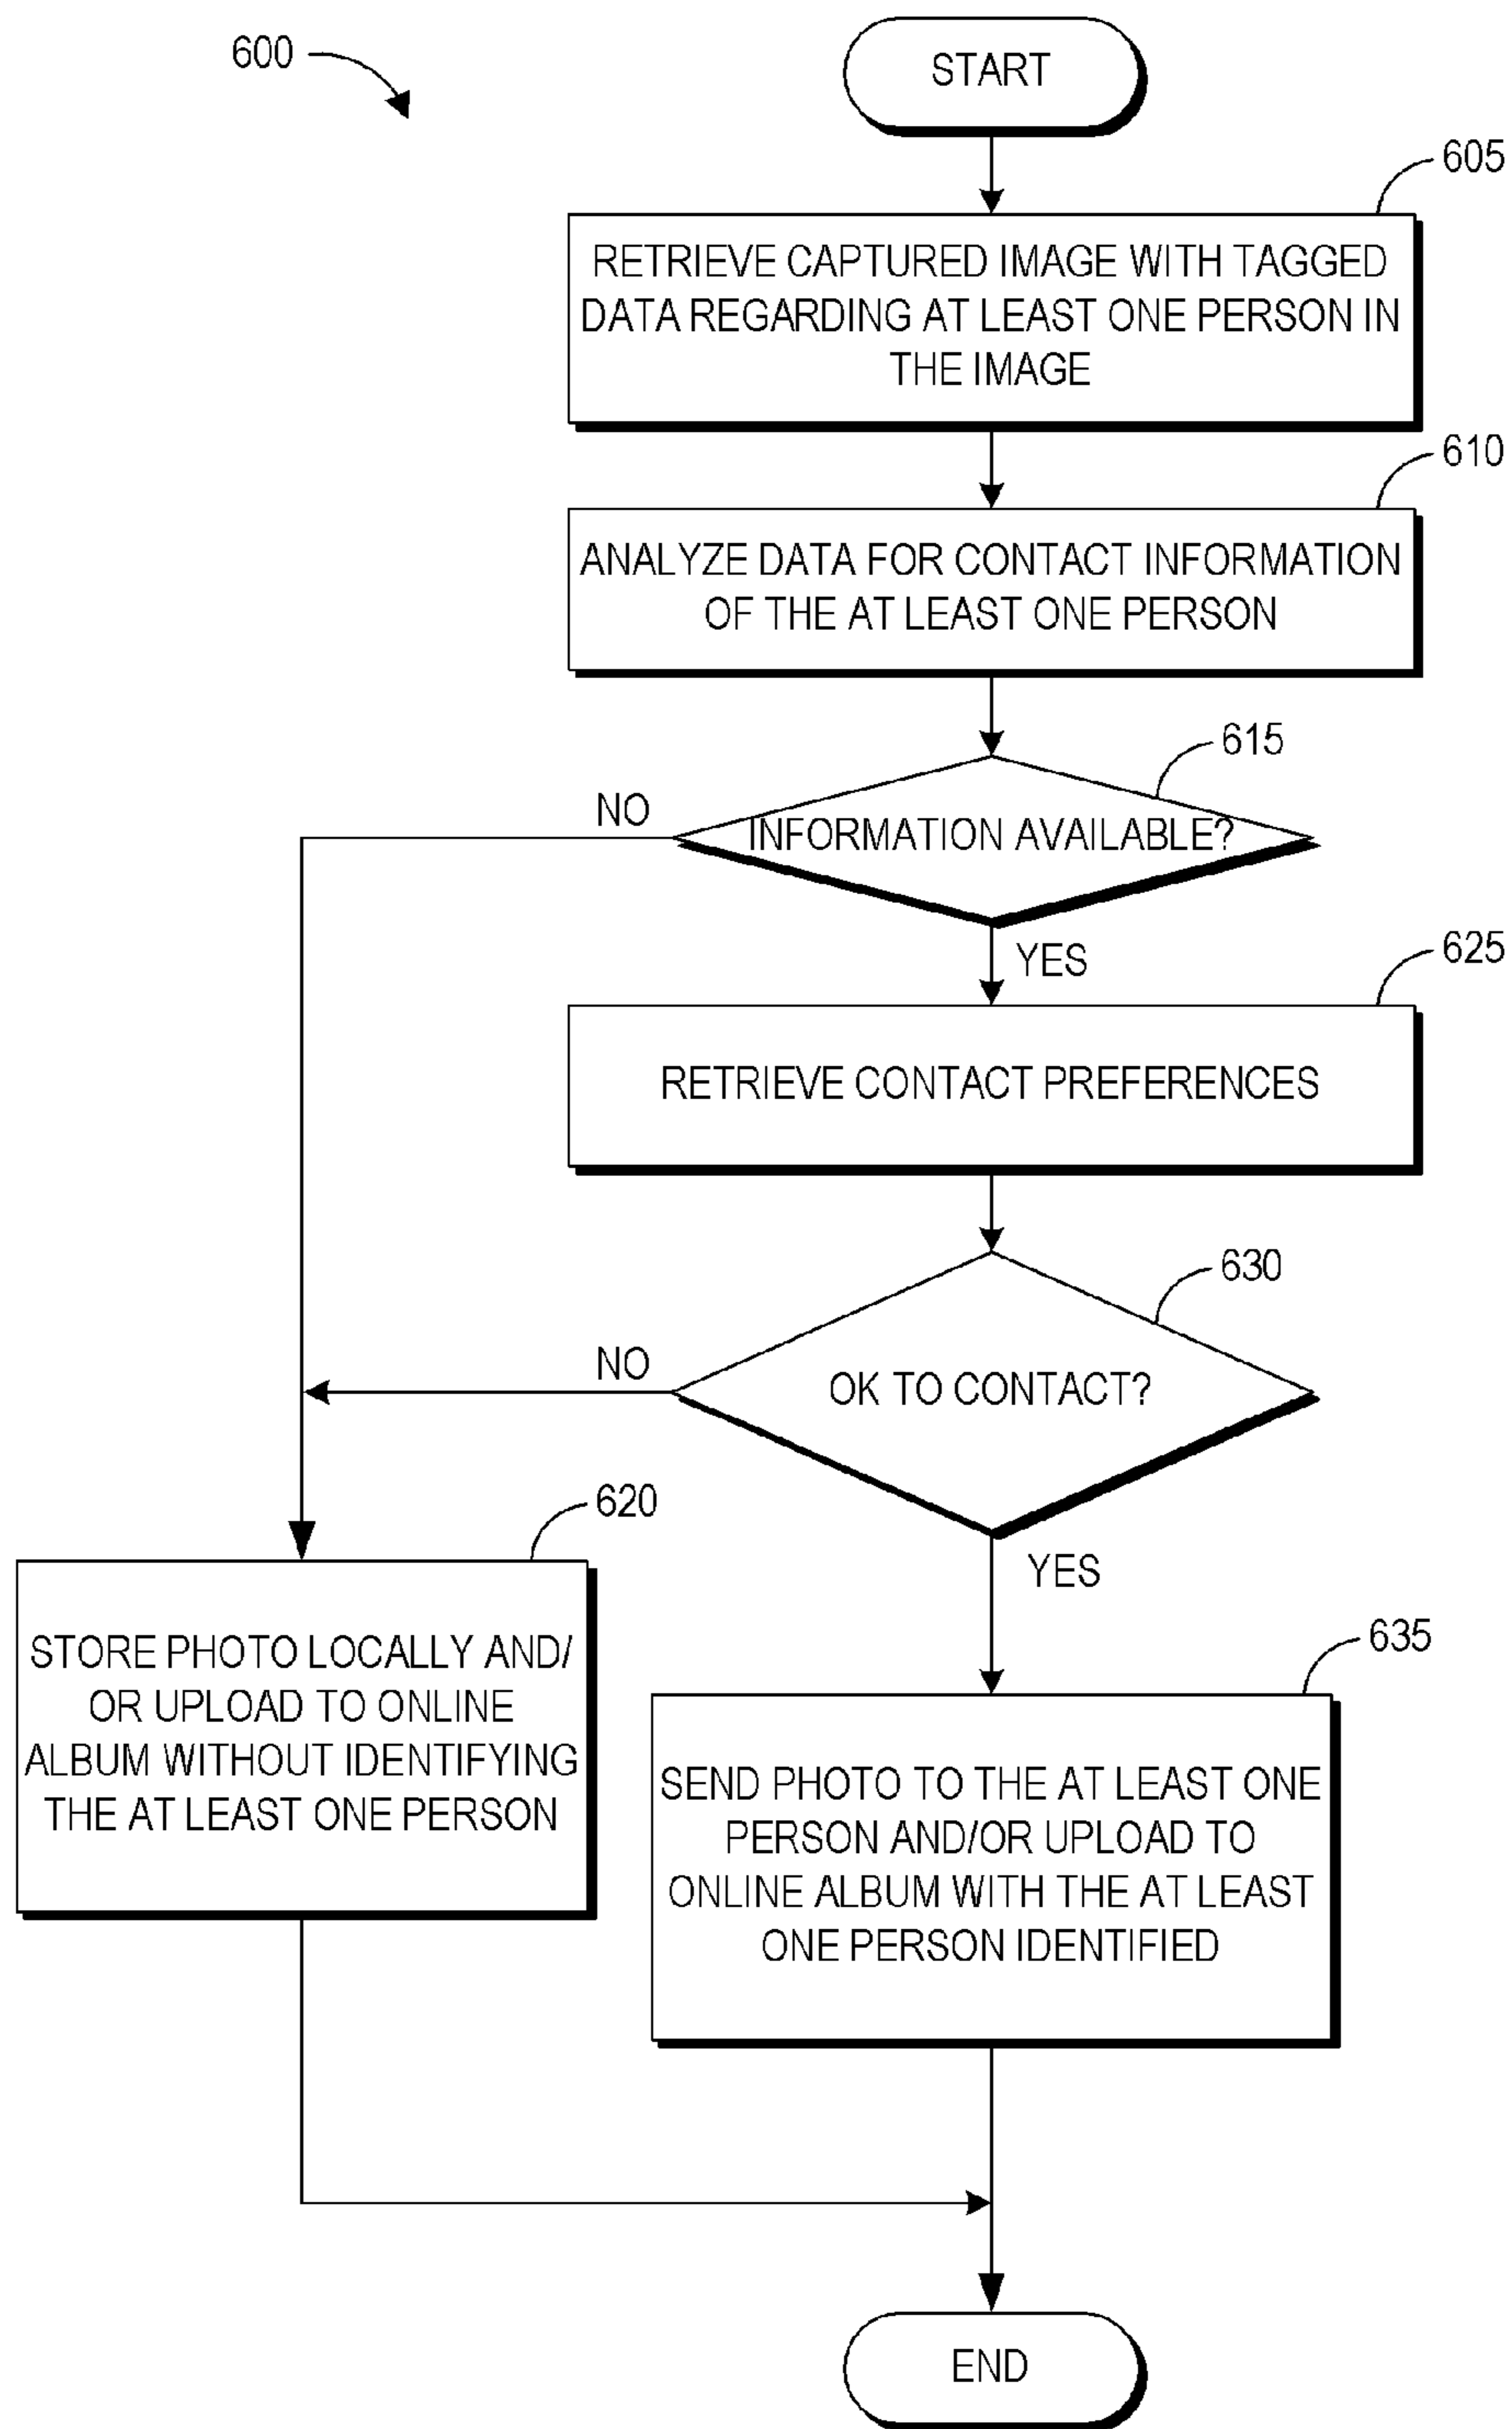 600
START
605
RETRIEVE CAPTURED IMAGE WITH TAGGED
DATA REGARDING AT LEAST ONE PERSON IN
THE IMAGE
610
ANALYZE DATA FOR CONTACT INFORMATION
OF THE AT LEAST ONE PERSON
615
NO
INFORMATION AVAILABLE?
YES
625
RETRIEVE CONTACT PREFERENCES
630
NO
OK TO CONTACT?
620
YES
STORE PHOTO LOCALLY AND/
OR UPLOAD TO ONLINE
ALBUM WITHOUT IDENTIFYING
THE AT LEAST ONE PERSON
635
SEND PHOTO TO THE AT LEAST ONE
PERSON AND/OR UPLOAD TO
ONLINE ALBUM WITH THE AT LEAST
ONE PERSON IDENTIFIED
END